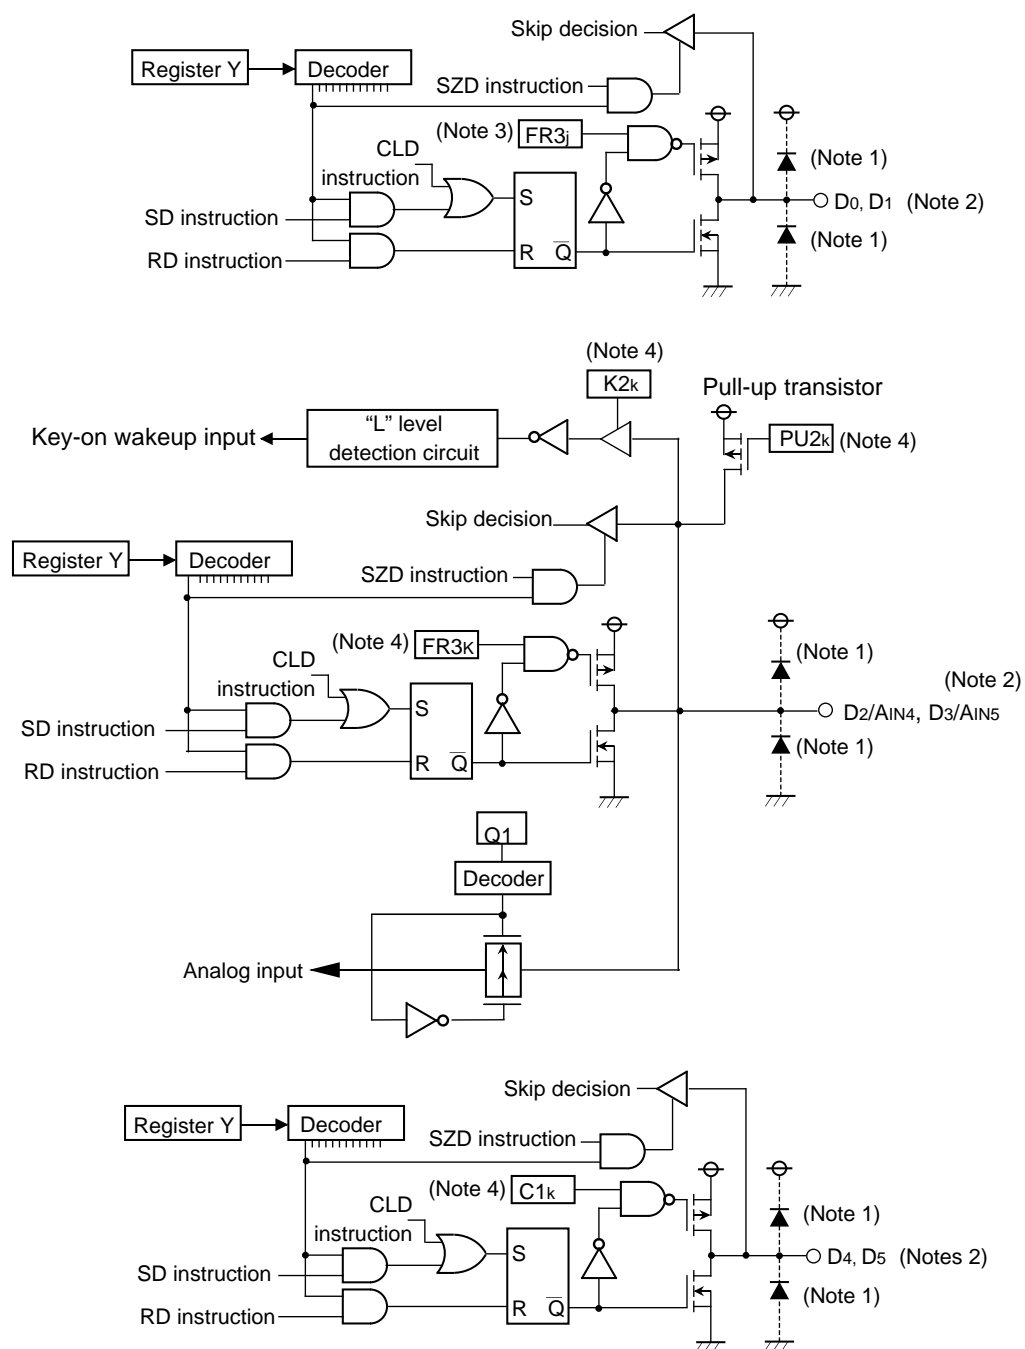 Skip decision
Register Y
Decoder
SZD instruction
(Note 3)
FR3j
CLD
instruction
(Note 1)
S
D0, D1 (Note 2)
SD instruction
(Note 1)
RD instruction
R
Q̅
(Note 4)
K2k
Pull-up transistor
Key-on wakeup input
“L” level
detection circuit
PU2k
(Note 4)
Skip decision
Register Y
Decoder
SZD instruction
(Note 4)
FR3K
CLD
instruction
(Note 1)
(Note 2)
S
D2/AIN4, D3/AIN5
SD instruction
(Note 1)
RD instruction
R
Q̅
Q1
Decoder
Analog input
Skip decision
Register Y
Decoder
SZD instruction
(Note 4)
C1k
CLD
instruction
(Note 1)
S
D4, D5 (Notes 2)
SD instruction
(Note 1)
RD instruction
R
Q̅